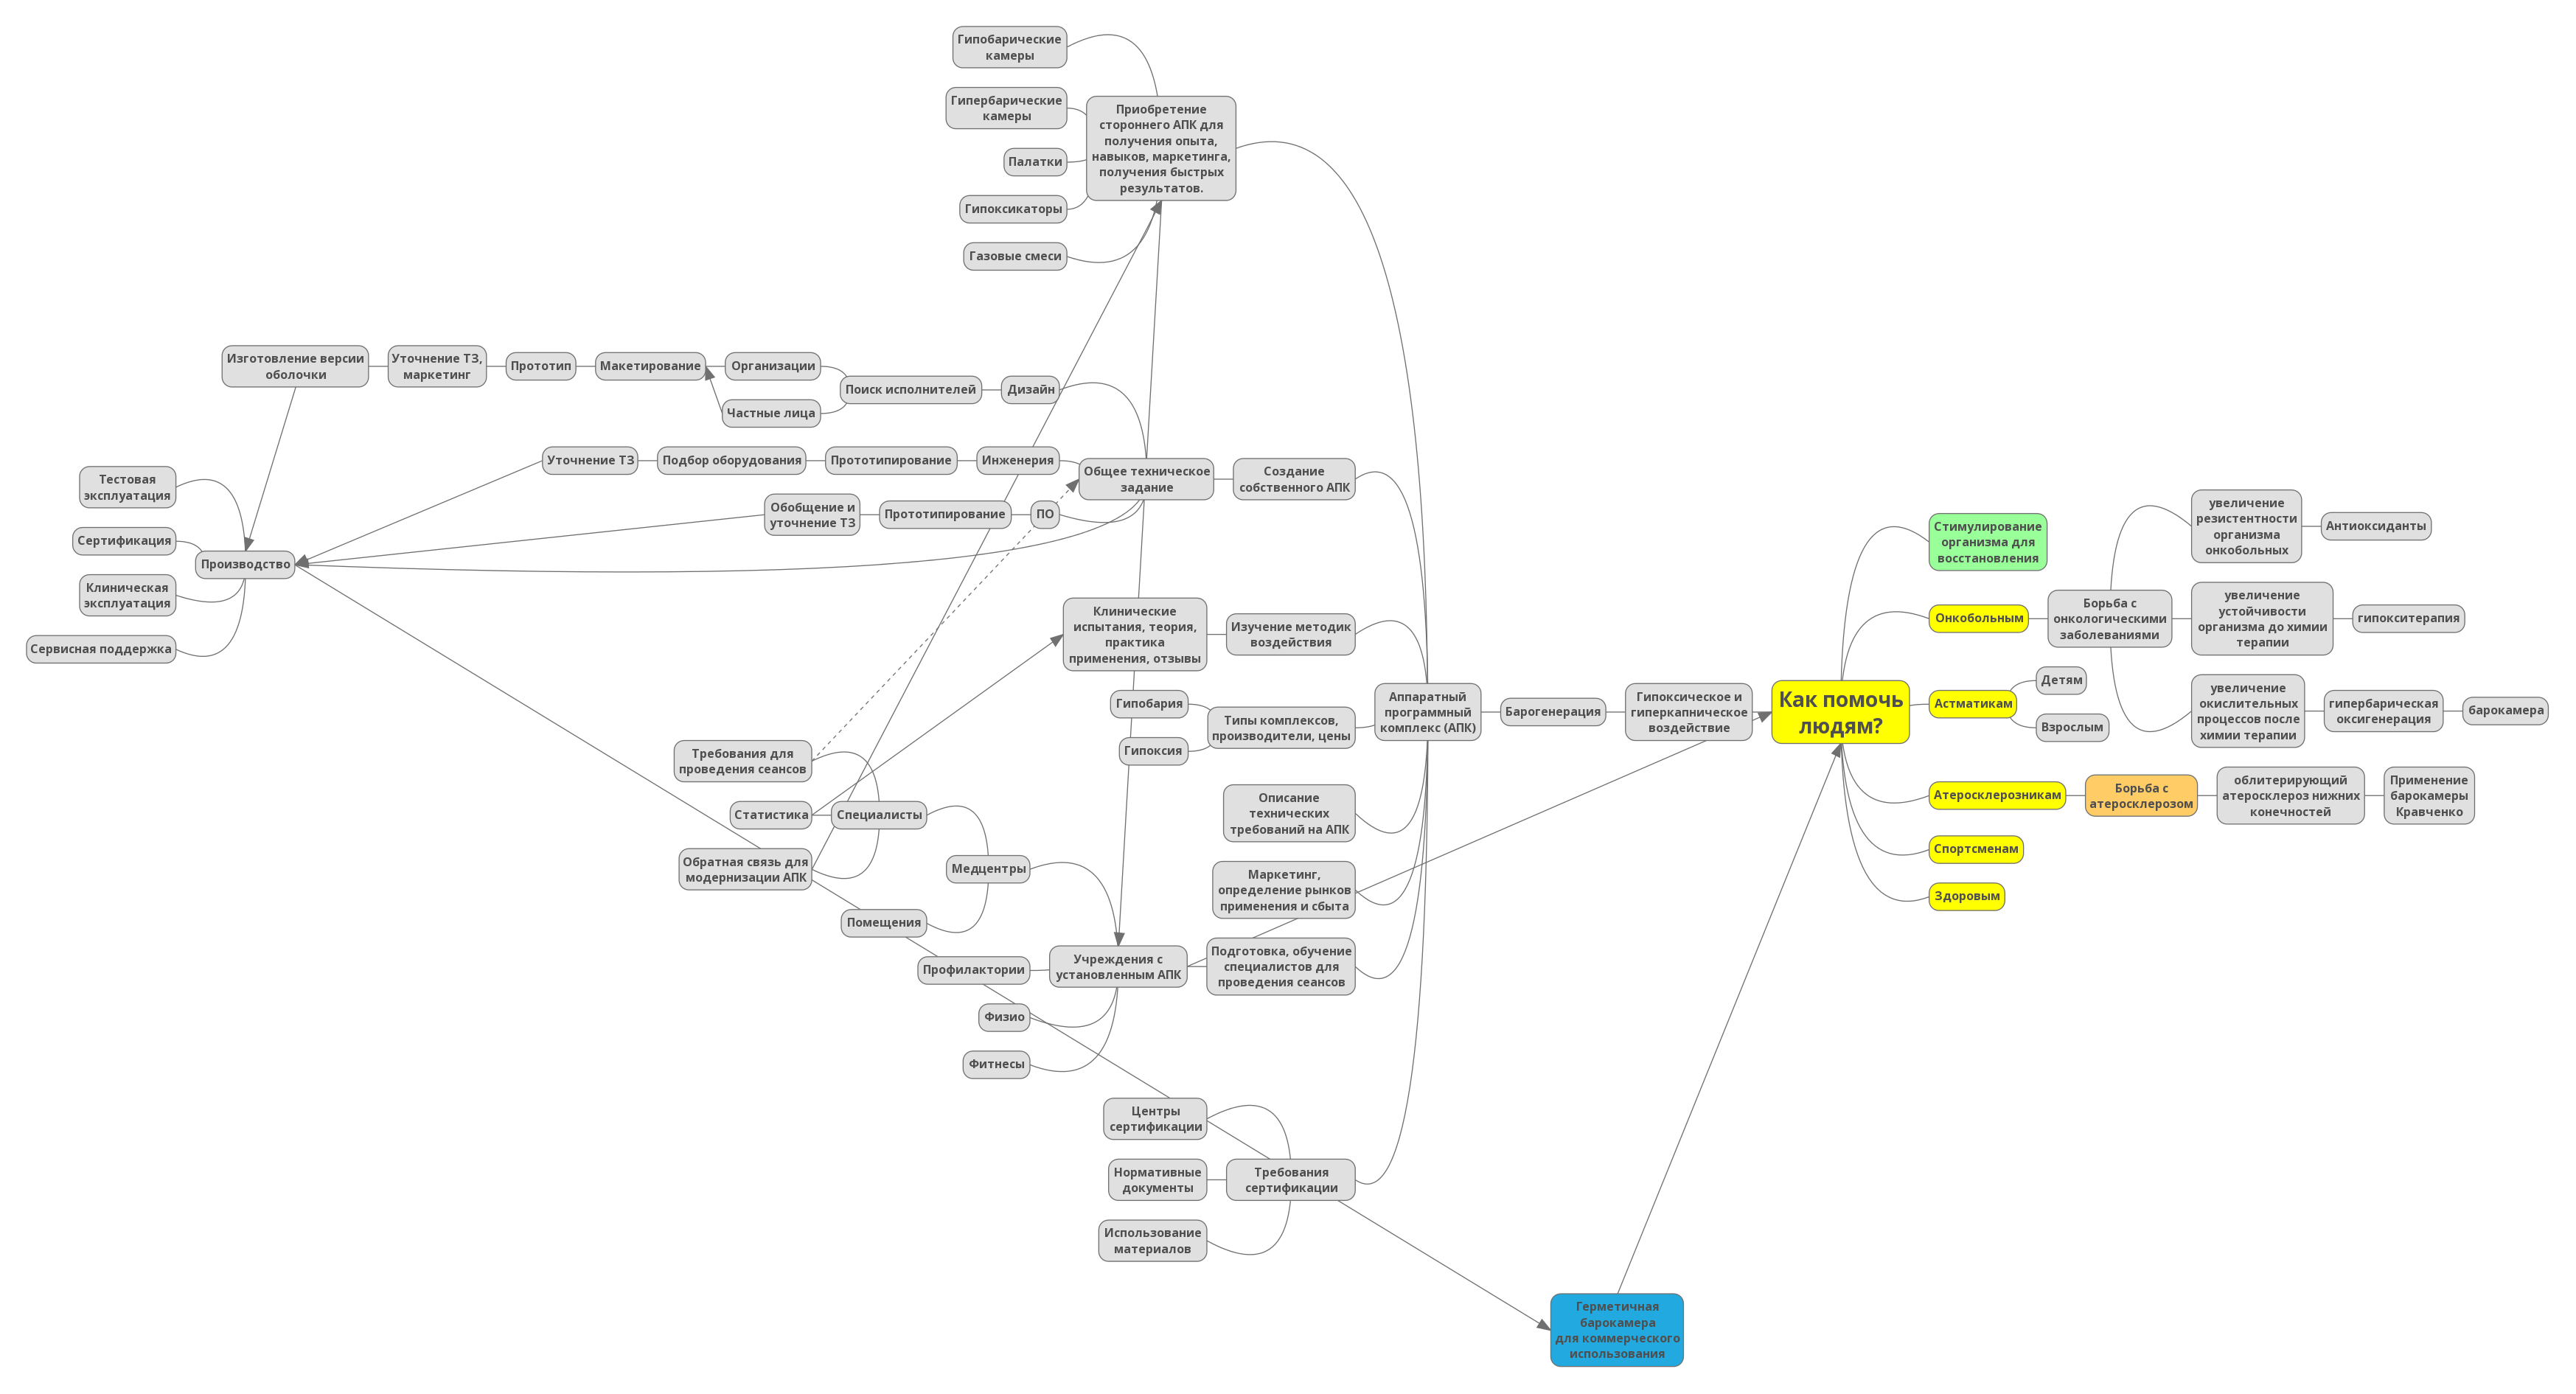 Гипобарические
камеры
Гипербарические
камеры
Палатки
Гипоксикаторы
Газовые смеси
Приобретение
стороннего АПК для
получения опыта,
навыков, маркетинга,
получения быстрых
результатов.
Изготовление версии
оболочки
Уточнение ТЗ,
маркетинг
Прототип
Макетирование
Организации
Частные лица
Поиск исполнителей
Дизайн
Уточнение ТЗ
Подбор оборудования
Прототипирование
Инженерия
Обобщение и
уточнение ТЗ
Прототипирование
ПО
Общее техническое
задание
Создание
собственного АПК
Тестовая
эксплуатация
Сертификация
Клиническая
эксплуатация
Сервисная поддержка
Производство
Клинические
испытания, теория,
практика
применения, отзывы
Изучение методик
воздействия
Гипобария
Гипоксия
Типы комплексов,
производители, цены
Описание
технических
требований на АПК
Маркетинг,
определение рынков
применения и сбыта
Требования для
проведения сеансов
Статистика
Обратная связь для
модернизации АПК
Специалисты
Помещения
Медцентры
Профилактории
Физио
Фитнесы
Учреждения с
установленным АПК
Подготовка, обучение
специалистов для
проведения сеансов
Центры
сертификации
Нормативные
документы
Использование
материалов
Требования
сертификации
Аппаратный
программный
комплекс (АПК)
Барогенерация
Гипоксическое и
гиперкапническое
воздействие
Как помочь
людям?
Герметичная
барокамера
для коммерческого
использования
Стимулирование
организма для
восстановления
Онкобольным
Борьба с
онкологическими
заболеваниями
увеличение
резистентности
организма
онкобольных
Антиоксиданты
увеличение
устойчивости
организма до химии
терапии
гипокситерапия
увеличение
окислительных
процессов после
химии терапии
гипербарическая
оксигенерация
барокамера
Астматикам
Детям
Взрослым
Атеросклерозникам
Борьба с
атеросклерозом
облитерирующий
атеросклероз нижних
конечностей
Применение
барокамеры
Кравченко
Спортсменам
Здоровым